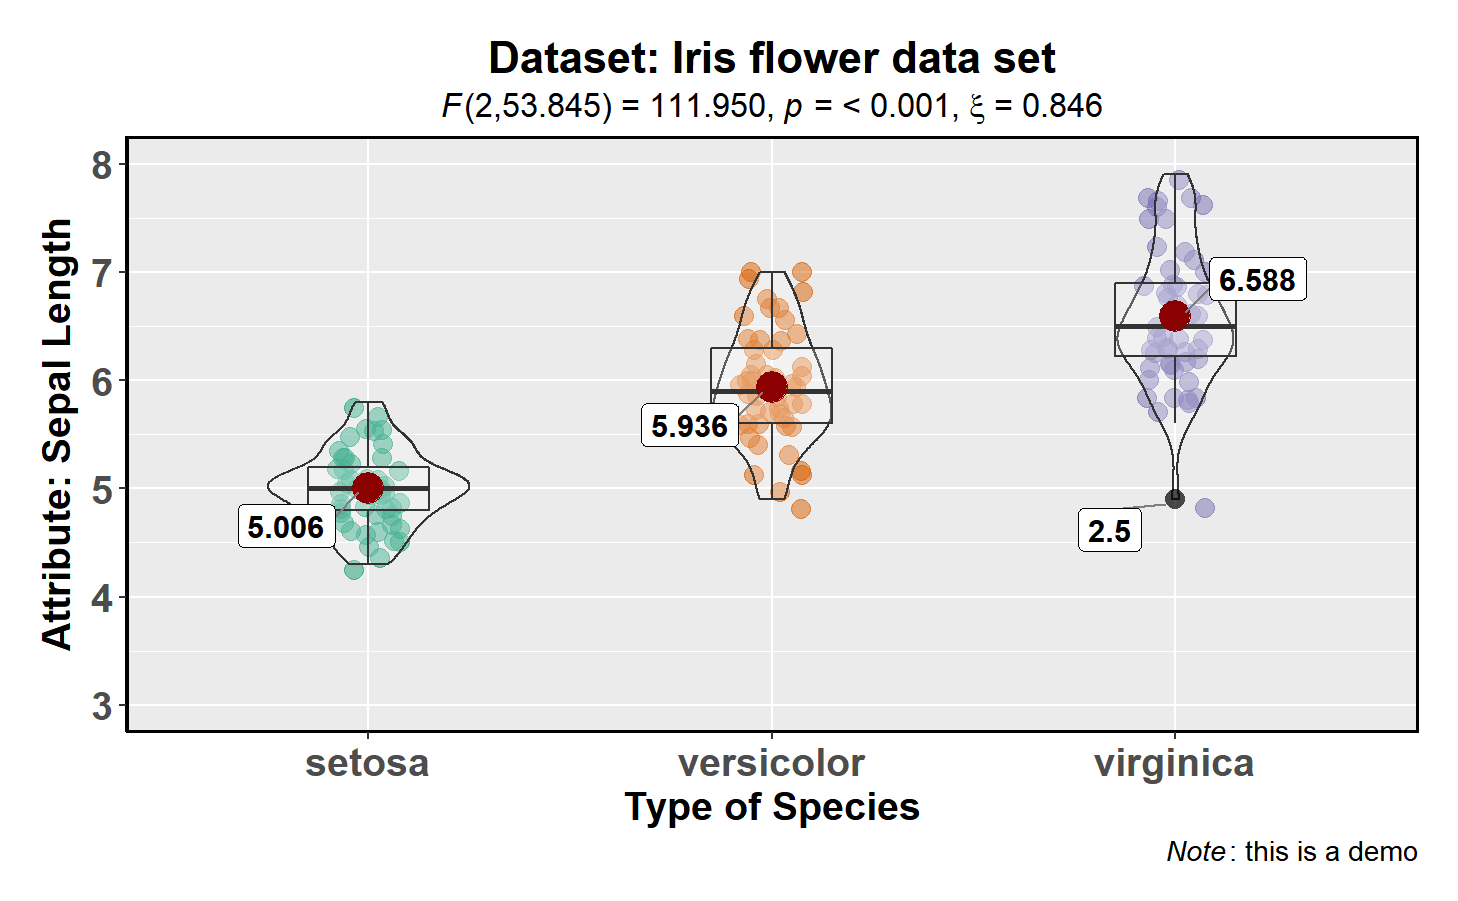 Dataset: Iris flower data set
F(2,53.845) = 111.950, p = < 0.001, ξ = 0.846
Attribute: Sepal Length
8
7
6
5
4
3
6.588
5.936
5.006
2.5
setosa versicolor virginica
Type of Species
Note: this is a demo